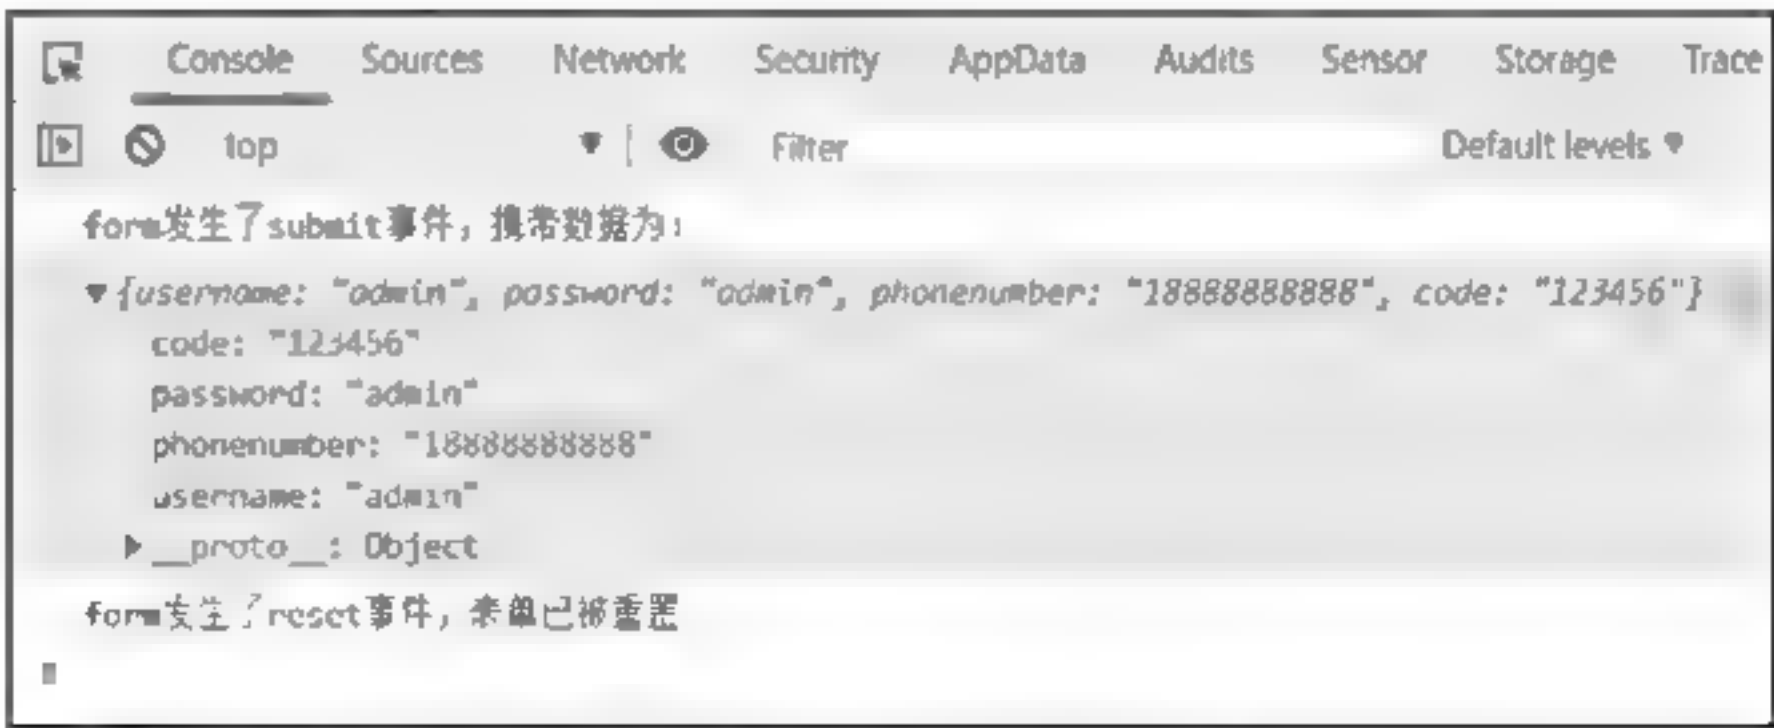 Console Sources Network Security AppData Audits Sensor Storage Trace
top Filter Default levels
form发生了submit事件，携带数据为：
{username: "admin", password: "admin", phonenumber: "18888888888", code: "123456"}
code: "123456"
password: "admin"
phonenumber: "18888888888"
username: "admin"
__proto__: Object
form发生了reset事件，表单已被重置